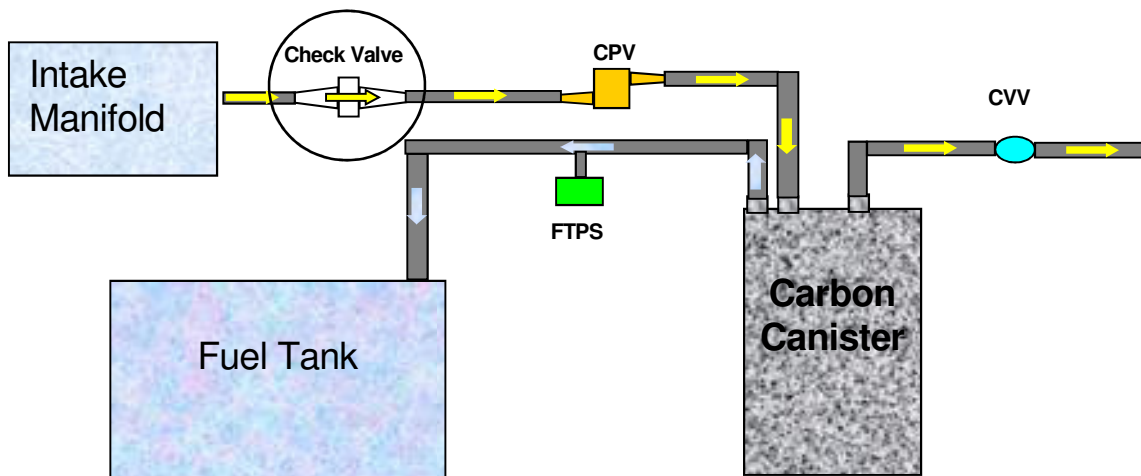 Intake
Manifold
Check Valve
CPV
CVV
FTPS
Fuel Tank
Carbon
Canister